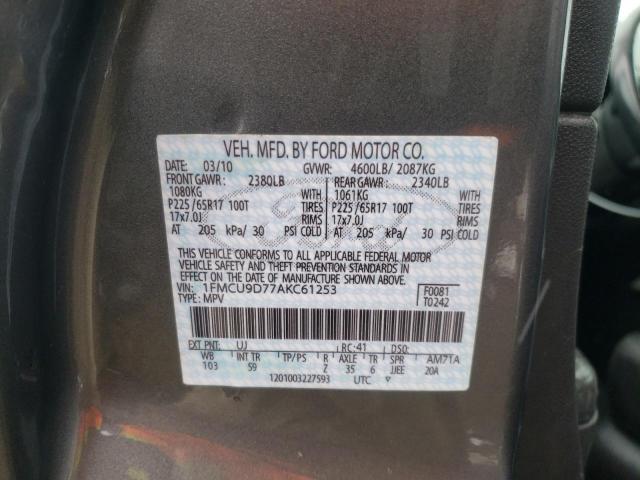 VEH. MFD. BY FORD MOTOR CO.
DATE: 03/10 GVWR: 4600LB/ 2087KG
FRONT GAWR: 2380LB REAR GAWR: 2340LB
1080KG 1061KG
P225/65R17 100T TIRES P225/65R17 100T TIRES
17x7.0J RIMS 17x7.0J RIMS
AT 205 kPa/ 30 PSI COLD AT 205 kPa/ 30 PSI COLD
THIS VEHICLE CONFORMS TO ALL APPLICABLE FEDERAL MOTOR
VEHICLE SAFETY AND THEFT PREVENTION STANDARDS IN
EFFECT ON THE DATE OF MANUFACTURE SHOWN ABOVE.
VIN: 1FMCU9D77AKC61253 F0081
TYPE: MPV T0242
EXT PNT: UJ RC:41 DSO:
WB INT TR TP/PS R AXLE TR SPR AM71A
103 S9 Z 35 6 JJEE 20A
1201003227593 UTC
Ford